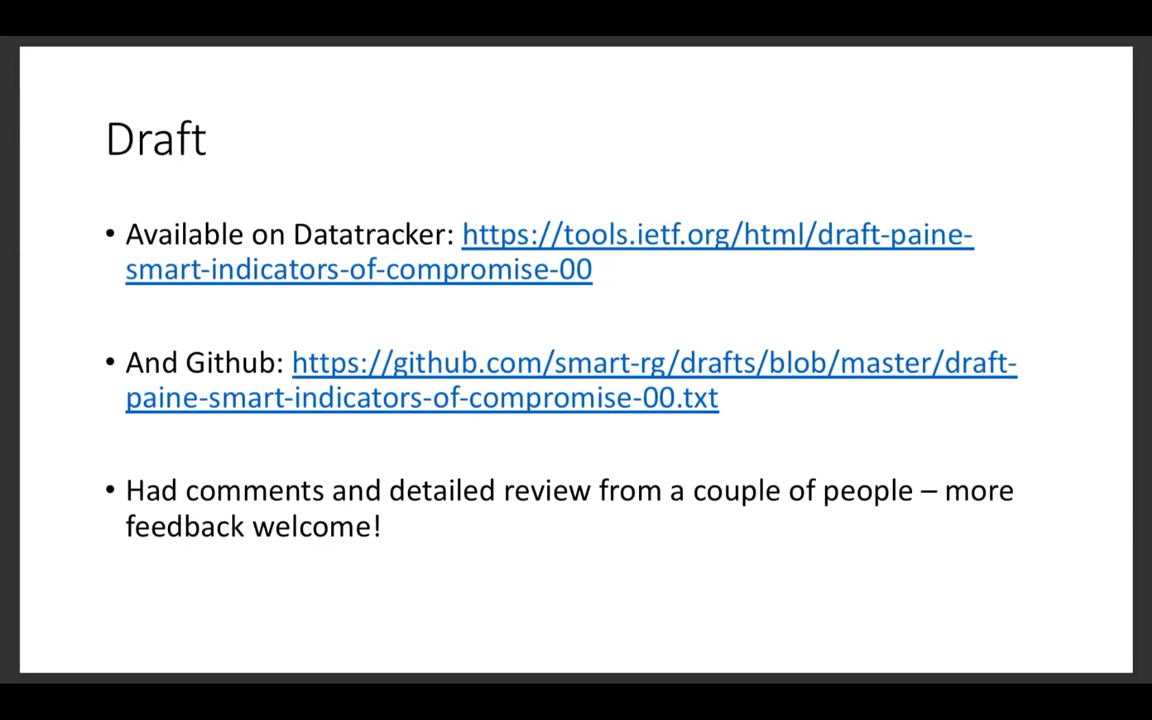 Draft
• Available on Datatracker: https://tools.ietf.org/html/draft-paine-
smart-indicators-of-compromise-00
• And Github: https://github.com/smart-rg/drafts/blob/master/draft-
paine-smart-indicators-of-compromise-00.txt
• Had comments and detailed review from a couple of people – more
feedback welcome!